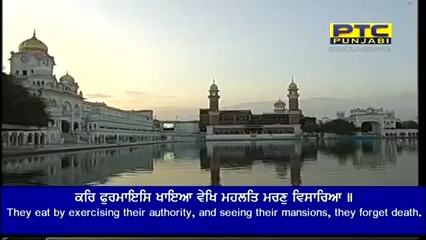 PTC
PUNJABI
ਕਰਿ ਫੁਰਮਾਇਸਿ ਖਾਇਆ ਵੇਖਿ ਮਹਲਤਿ ਮਰਣੁ ਵਿਸਾਰਿਆ ॥
They eat by exercising their authority, and seeing their mansions, they forget death.